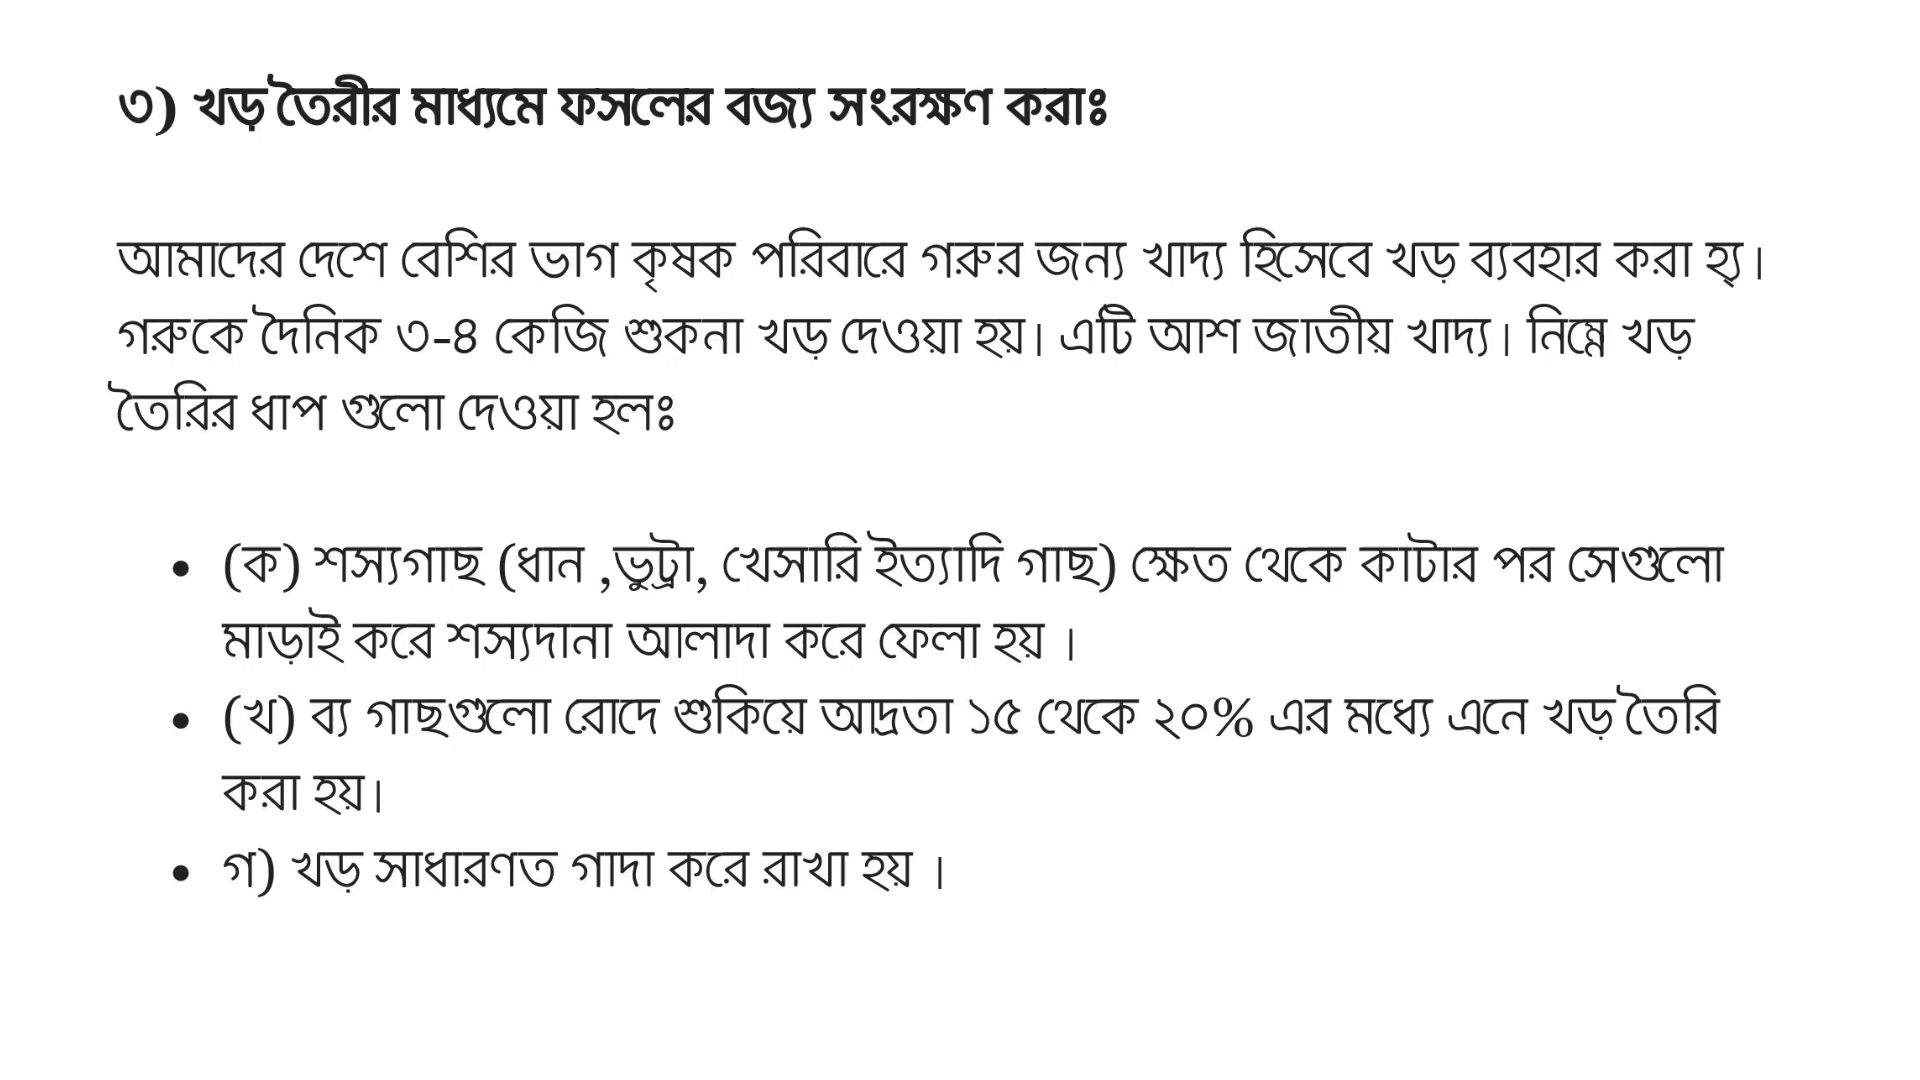 ৩) খড় তৈরীর মাধ্যমে ফসলের বজ্য সংরক্ষণ করাঃ
আমাদের দেশে বেশির ভাগ কৃষক পরিবারে গরুর জন্য খাদ্য হিসেবে খড় ব্যবহার করা হ্য।
গরুকে দৈনিক ৩-৪ কেজি শুকনা খড় দেওয়া হয়। এটি আশ জাতীয় খাদ্য। নিম্নে খড়
তৈরির ধাপ গুলো দেওয়া হলঃ
• (ক) শস্যগাছ (ধান ,ভুট্রা, খেসারি ইত্যাদি গাছ) ক্ষেত থেকে কাটার পর সেগুলো
মাড়াই করে শস্যদানা আলাদা করে ফেলা হয় ।
• (খ) ব্য গাছগুলো রোদে শুকিয়ে আদ্রতা ১৫ থেকে ২০% এর মধ্যে এনে খড় তৈরি
করা হয়।
• গ) খড় সাধারণত গাদা করে রাখা হয় ।